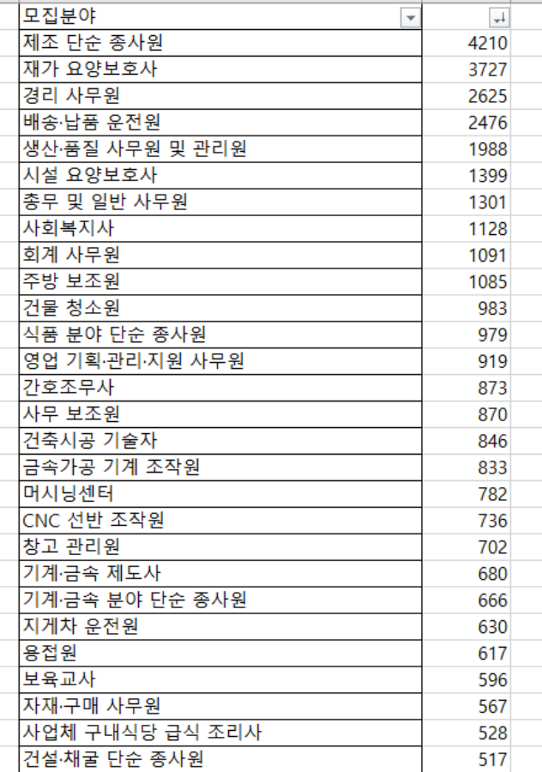 모집분야
제조 단순 종사원 4210
재가 요양보호사 3727
경리 사무원 2625
배송·납품 운전원 2476
생산·품질 사무원 및 관리원 1988
시설 요양보호사 1399
총무 및 일반 사무원 1301
사회복지사 1128
회계 사무원 1091
주방 보조원 1085
건물 청소원 983
식품 분야 단순 종사원 979
영업 기획·관리·지원 사무원 919
간호조무사 873
사무 보조원 870
건축시공 기술자 846
금속가공 기계 조작원 833
머시닝센터 782
CNC 선반 조작원 736
창고 관리원 702
기계·금속 제도사 680
기계·금속 분야 단순 종사원 666
지게차 운전원 630
용접원 617
보육교사 596
자재·구매 사무원 567
사업체 구내식당 급식 조리사 528
건설·채굴 단순 종사원 517